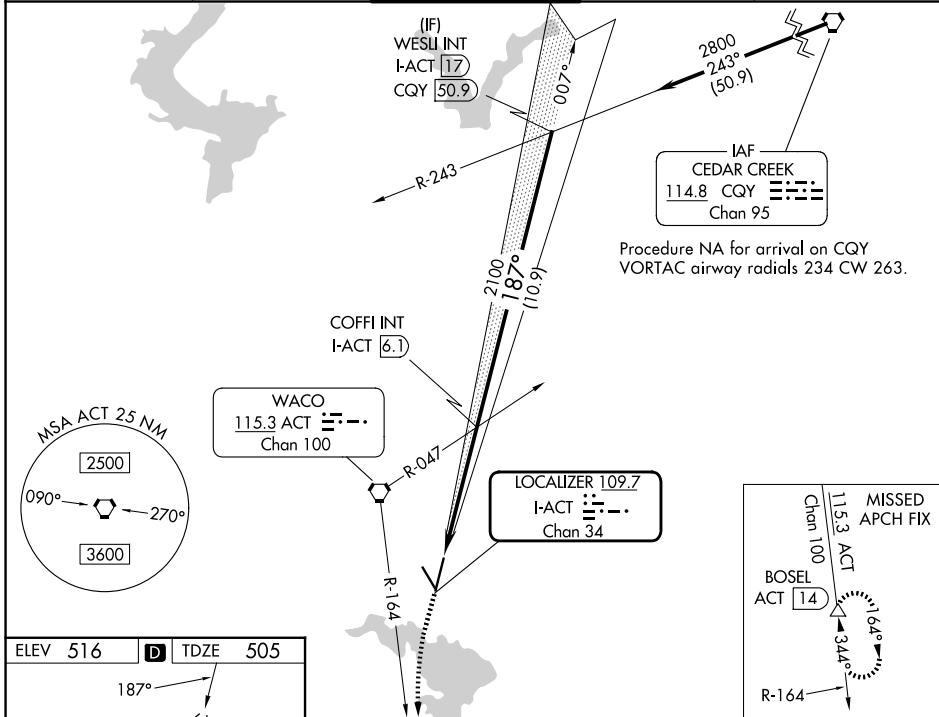 (IF)
WESLI INT
I-ACT 17
CQY 50.9
007°
2800
243°
(50.9)
R-243
IAF
CEDAR CREEK
114.8 CQY
Chan 95
Procedure NA for arrival on CQY
VORTAC airway radials 234 CW 263.
2100
187°
(10.9)
COFFI INT
I-ACT 6.1
WACO
115.3 ACT
Chan 100
R-047
MSA ACT 25 NM
2500
090°
270°
3600
LOCALIZER 109.7
I-ACT
Chan 34
R-164
MISSED
APCH FIX
115.3 ACT
Chan 100
BOSEL
ACT 14
164°
344°
R-164
ELEV 516 D TDZE 505
187°